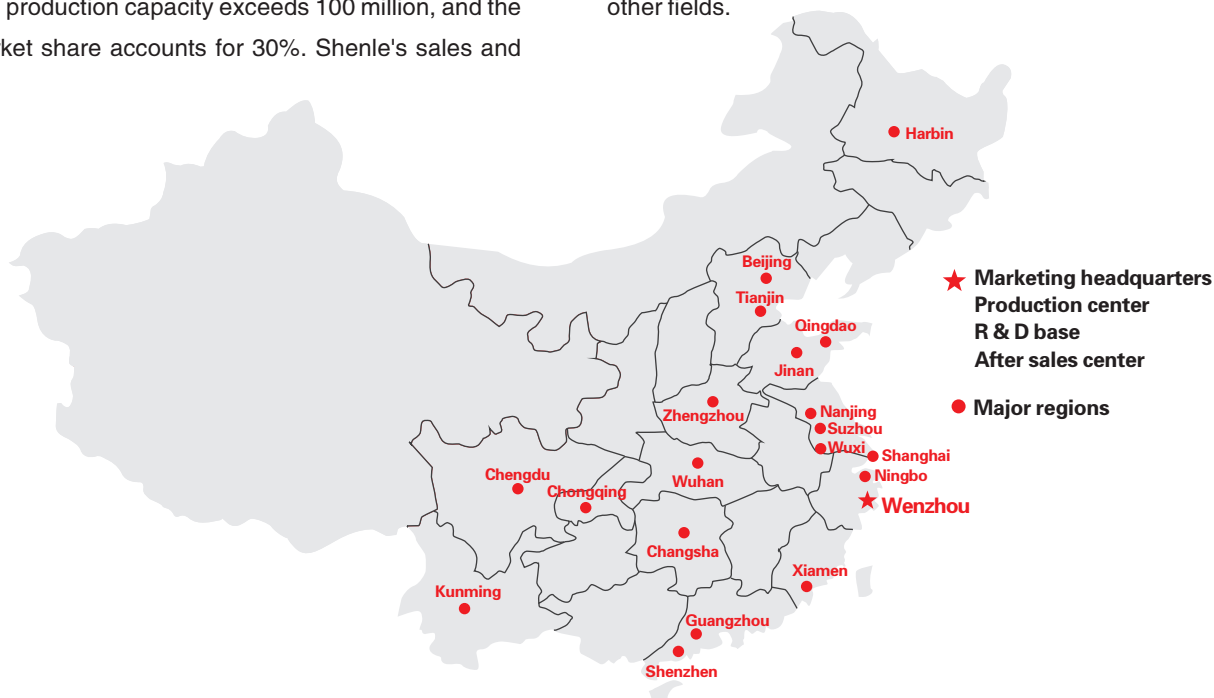 production capacity exceeds 100 million, and the
ket share accounts for 30%. Shenle's sales and
other fields.
Harbin
Beijing
Tianjin
Qingdao
Jinan
Zhengzhou
Nanjing
Suzhou
Wuxi
Shanghai
Ningbo
Wenzhou
Chengdu
Chongqing
Wuhan
Changsha
Xiamen
Kunming
Guangzhou
Shenzhen
Marketing headquarters
Production center
R & D base
After sales center
Major regions